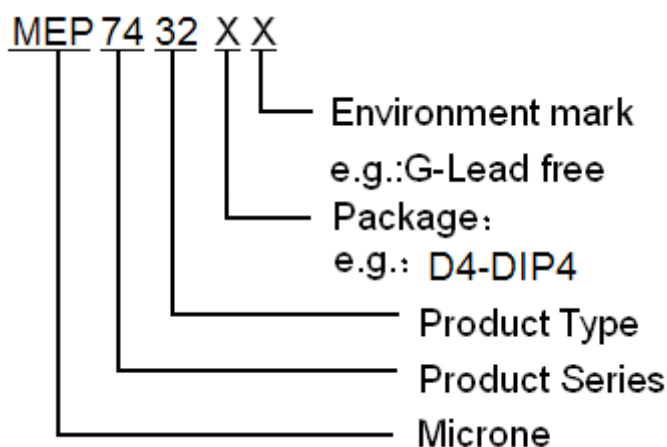 MEP 74 32 X X
Environment mark
e.g.:G-Lead free
Package：
e.g.：D4-DIP4
Product Type
Product Series
Microne